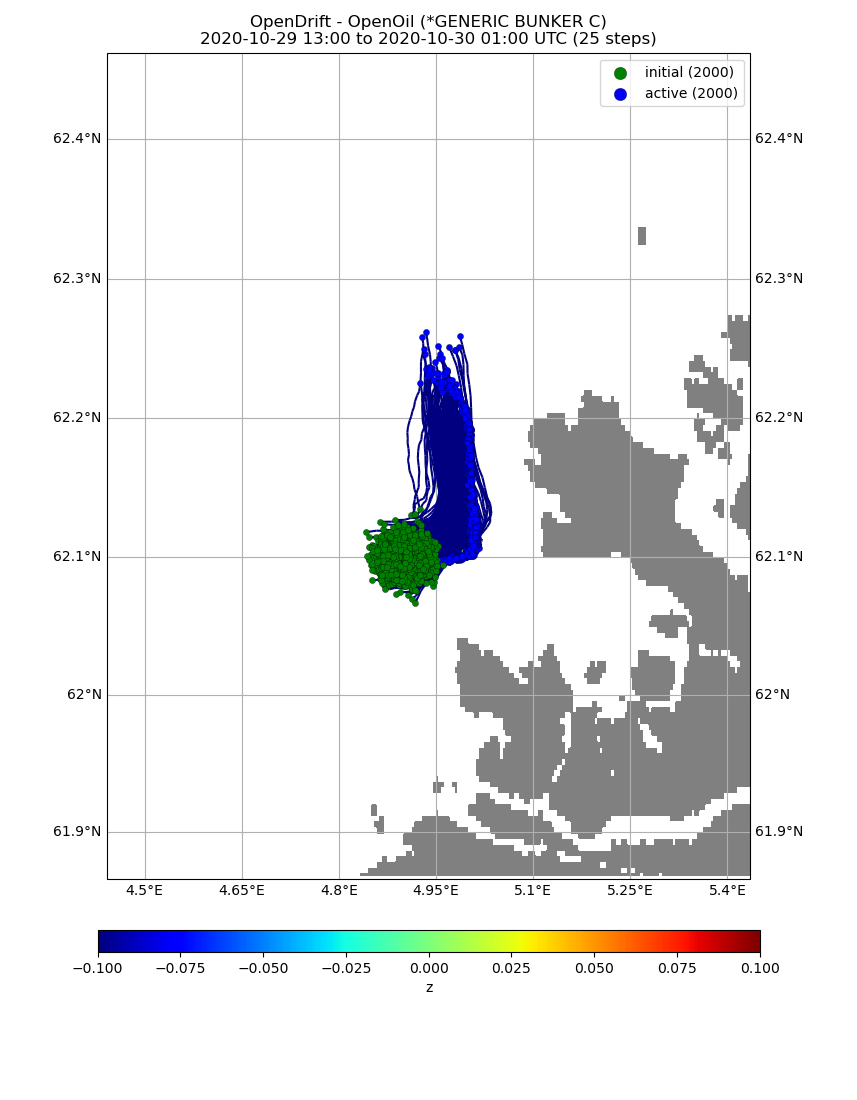 OpenDrift - OpenOil (*GENERIC BUNKER C)
2020-10-29 13:00 to 2020-10-30 01:00 UTC (25 steps)
initial (2000)
active (2000)
62.4°N 62.4°N
62.3°N 62.3°N
62.2°N 62.2°N
62.1°N 62.1°N
62°N 62°N
61.9°N 61.9°N
4.5°E 4.65°E 4.8°E 4.95°E 5.1°E 5.25°E 5.4°E
−0.100 −0.075 −0.050 −0.025 0.000 0.025 0.050 0.075 0.100
z